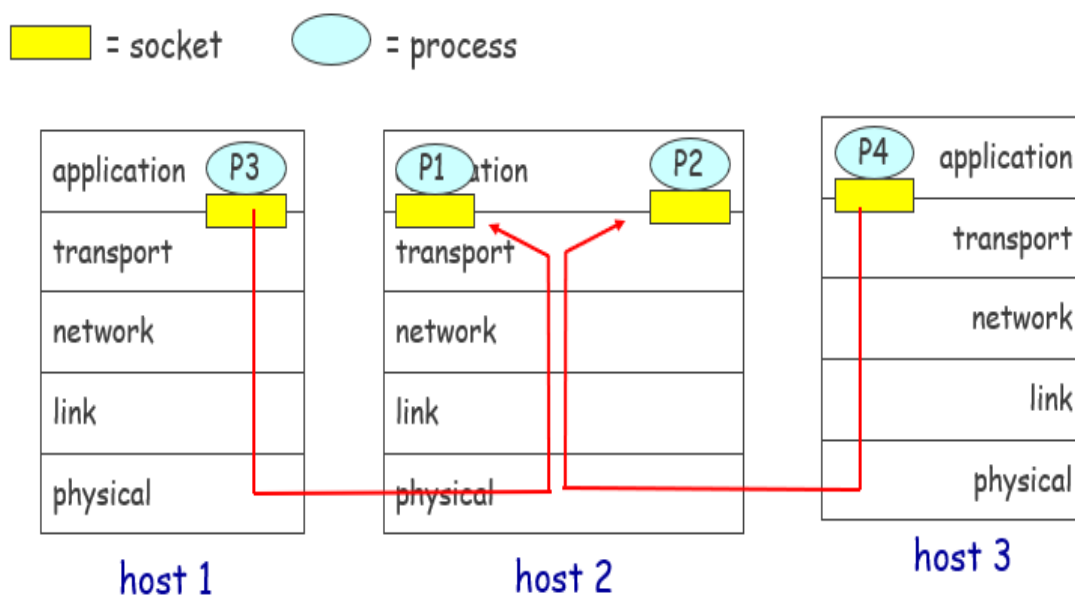 = socket
= process
application
P3
transport
network
link
physical
host 1
P1
ation
P2
transport
network
link
physical
host 2
P4
application
transport
network
link
physical
host 3